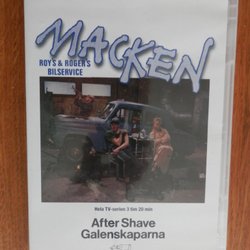 MACKEN
ROY'S & ROGER'S
BILSERVICE
Hela TV-serien 3 tim 20 min
After Shave
Galenskaparna